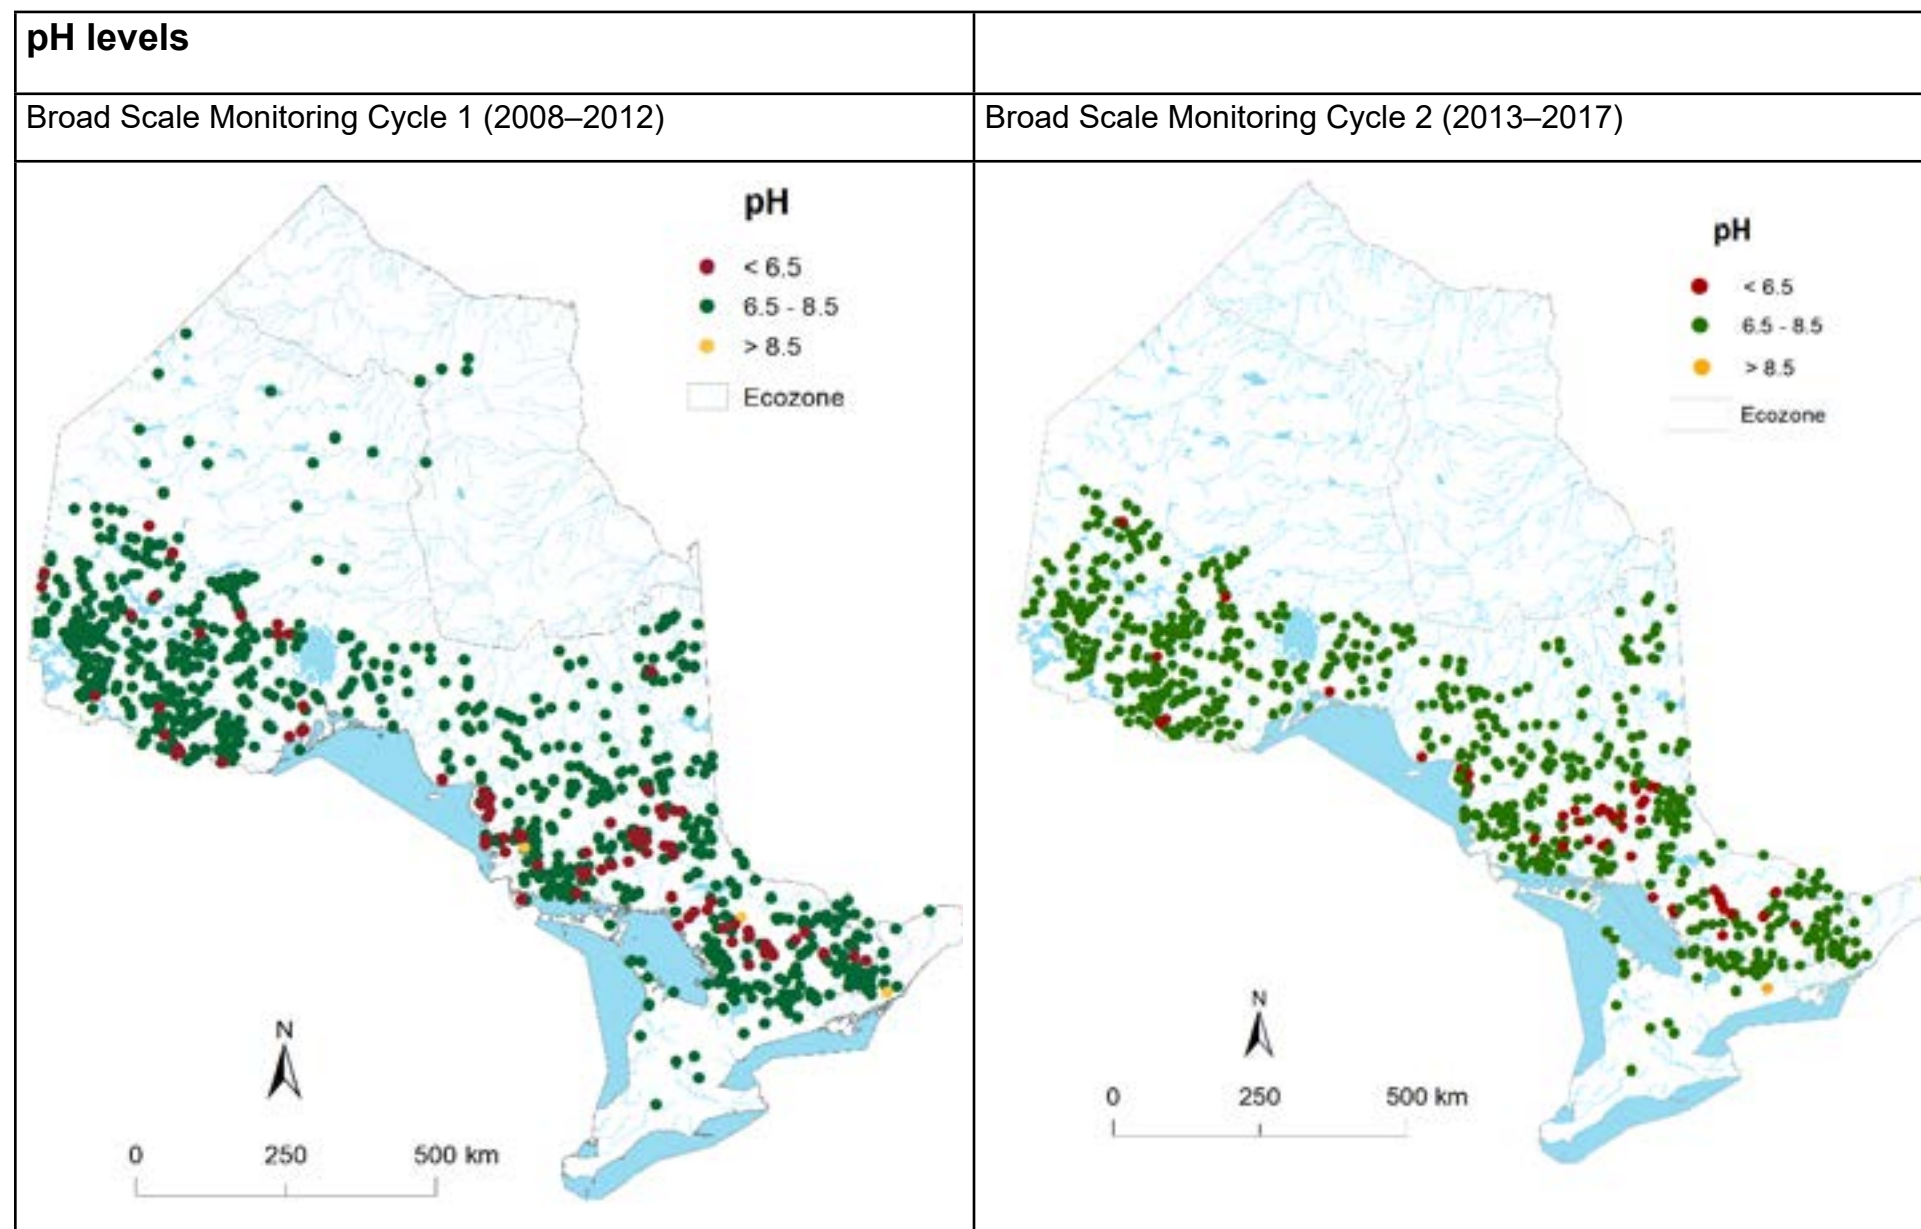 pH levels
Broad Scale Monitoring Cycle 1 (2008–2012)
Broad Scale Monitoring Cycle 2 (2013–2017)
pH
< 6.5
6.5 - 8.5
> 8.5
Ecozone
N
0 250 500 km
pH
< 6.5
6.5 - 8.5
> 8.5
Ecozone
N
0 250 500 km